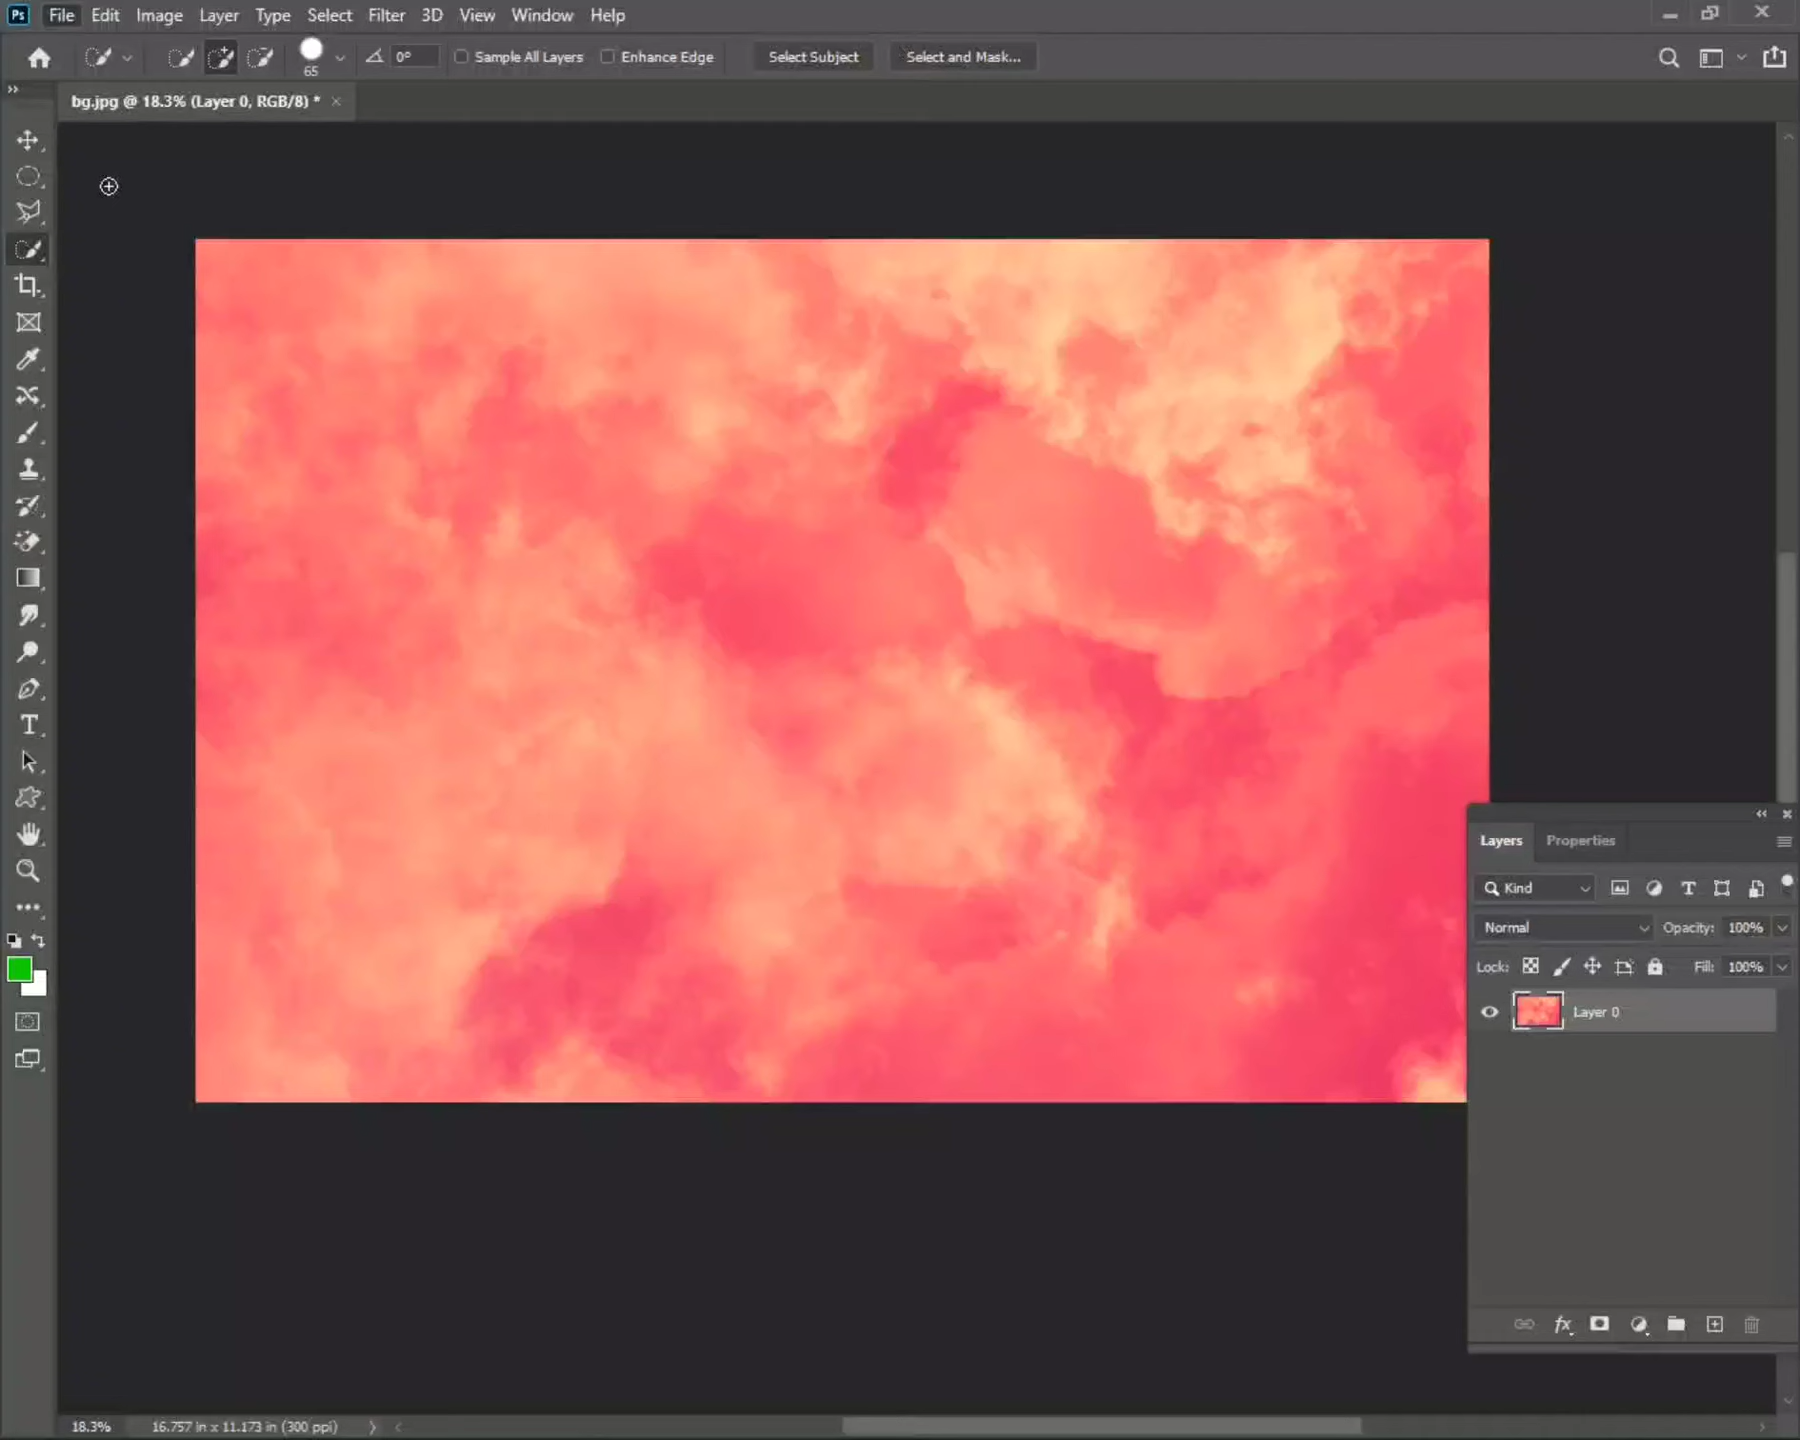 Ps File Edit Image Layer Type Select Filter 3D View Window Help
65 0° Sample All Layers Enhance Edge Select Subject Select and Mask...
bg.jpg @ 18.3% (Layer 0, RGB/8) *
Layers Properties
Kind
Normal Opacity: 100%
Lock: Fill: 100%
Layer 0
fx
18.3% 16.757 in x 11.173 in (300 ppi)